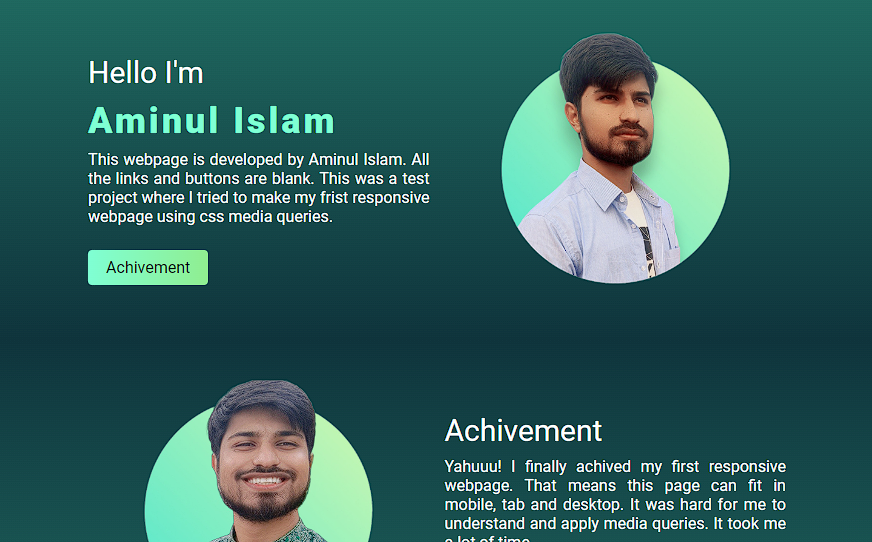 Hello I'm
Aminul Islam
This webpage is developed by Aminul Islam. All
the links and buttons are blank. This was a test
project where I tried to make my frist responsive
webpage using css media queries.
Achivement
Achivement
Yahuuu! I finally achived my first responsive
webpage. That means this page can fit in
mobile, tab and desktop. It was hard for me to
understand and apply media queries. It took me
a lot of time